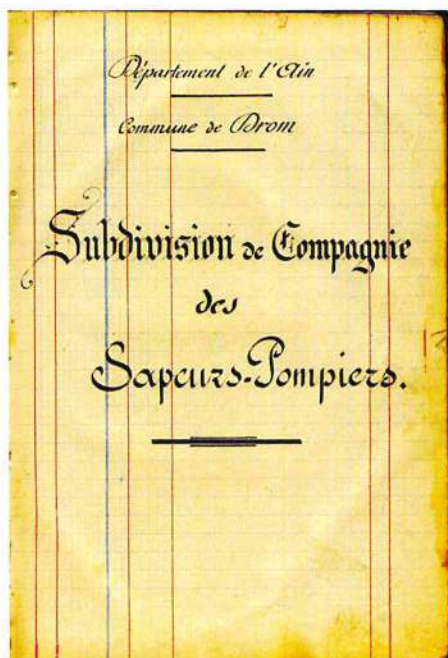 Département de l'Ain
Commune de Drom
Subdivision de Compagnie
des
Sapeurs-Pompiers.